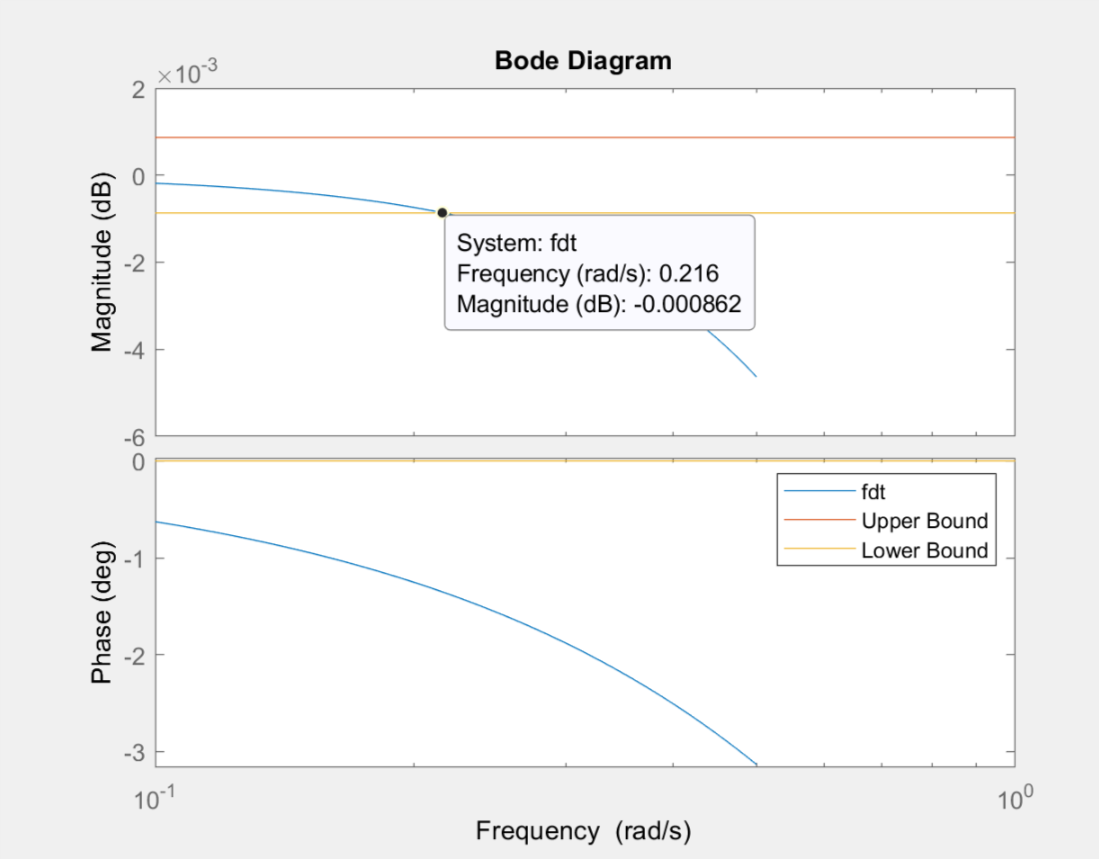 Bode Diagram
×10⁻³
2
0
-2
-4
-6
Magnitude (dB)
System: fdt
Frequency (rad/s): 0.216
Magnitude (dB): -0.000862
0
-1
-2
-3
Phase (deg)
fdt
Upper Bound
Lower Bound
10⁻¹
10⁰
Frequency (rad/s)